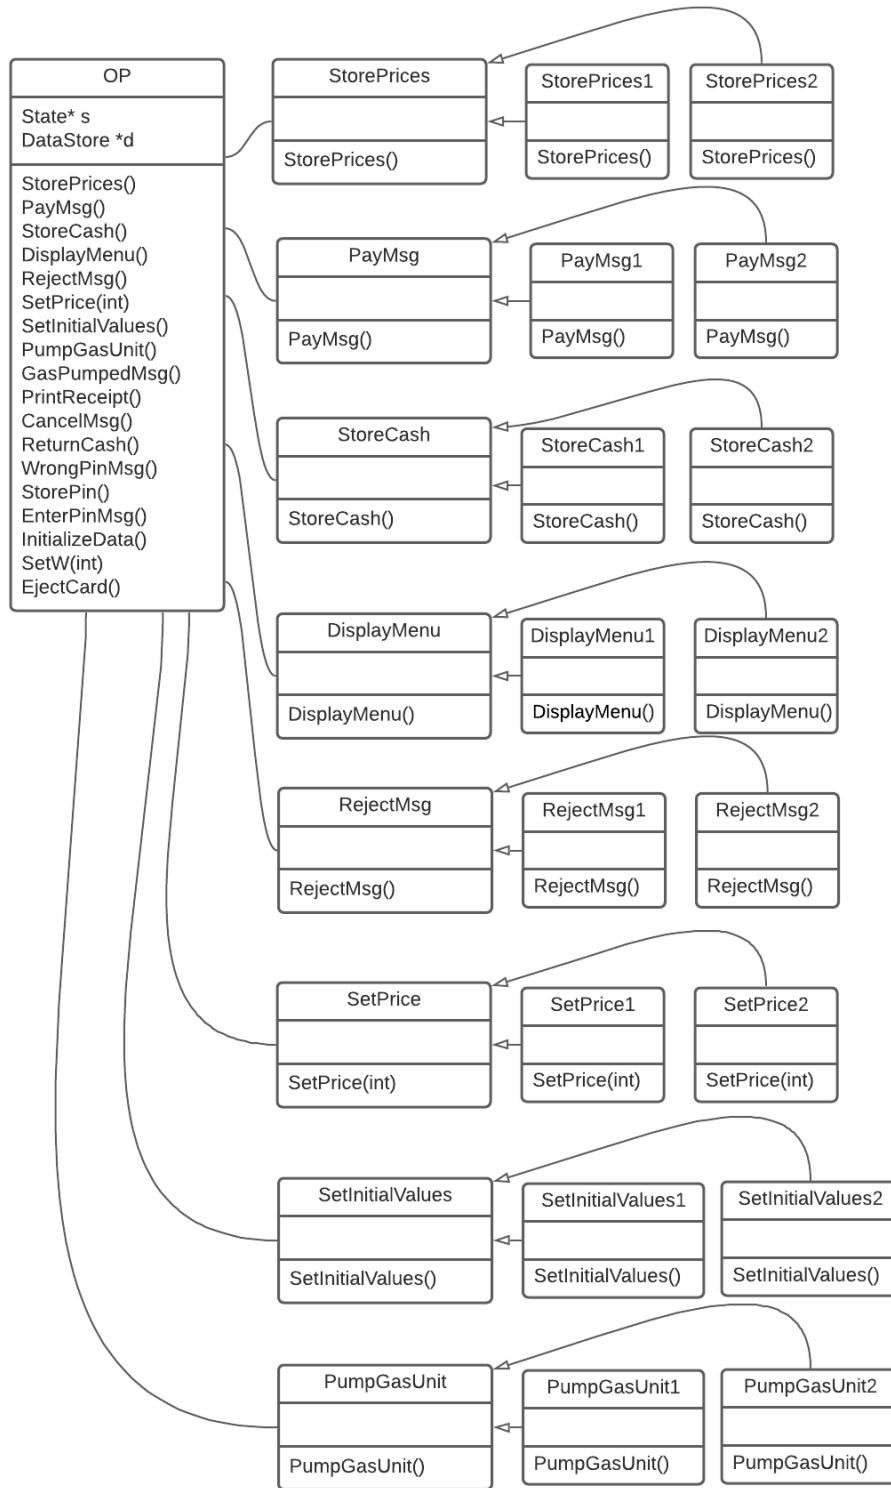 OP
State* s
DataStore *d
StorePrices()
PayMsg()
StoreCash()
DisplayMenu()
RejectMsg()
SetPrice(int)
SetInitialValues()
PumpGasUnit()
GasPumpedMsg()
PrintReceipt()
CancelMsg()
ReturnCash()
WrongPinMsg()
StorePin()
EnterPinMsg()
InitializeData()
SetW(int)
EjectCard()
StorePrices
StorePrices()
StorePrices1
StorePrices()
StorePrices2
StorePrices()
PayMsg
PayMsg()
PayMsg1
PayMsg()
PayMsg2
PayMsg()
StoreCash
StoreCash()
StoreCash1
StoreCash()
StoreCash2
StoreCash()
DisplayMenu
DisplayMenu()
DisplayMenu1
DisplayMenu()
DisplayMenu2
DisplayMenu()
RejectMsg
RejectMsg()
RejectMsg1
RejectMsg()
RejectMsg2
RejectMsg()
SetPrice
SetPrice(int)
SetPrice1
SetPrice(int)
SetPrice2
SetPrice(int)
SetInitialValues
SetInitialValues()
SetInitialValues1
SetInitialValues()
SetInitialValues2
SetInitialValues()
PumpGasUnit
PumpGasUnit()
PumpGasUnit1
PumpGasUnit()
PumpGasUnit2
PumpGasUnit()